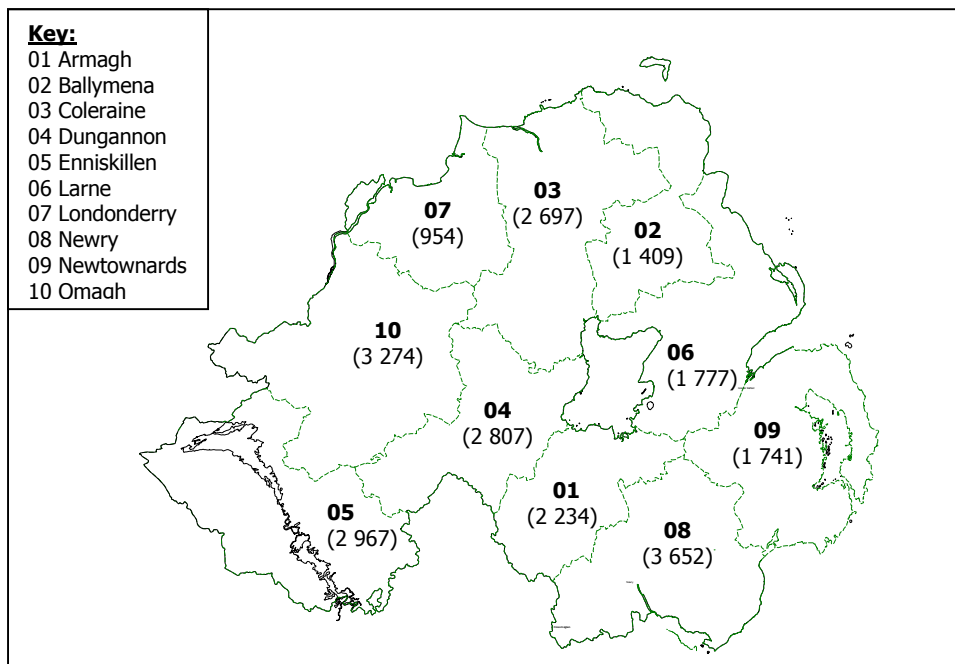 Key:
01 Armagh
02 Ballymena
03 Coleraine
04 Dungannon
05 Enniskillen
06 Larne
07 Londonderry
08 Newry
09 Newtownards
10 Omagh
03
(2 697)
07
(954)
02
(1 409)
10
(3 274)
06
(1 777)
04
(2 807)
09
(1 741)
01
(2 234)
05
(2 967)
08
(3 652)